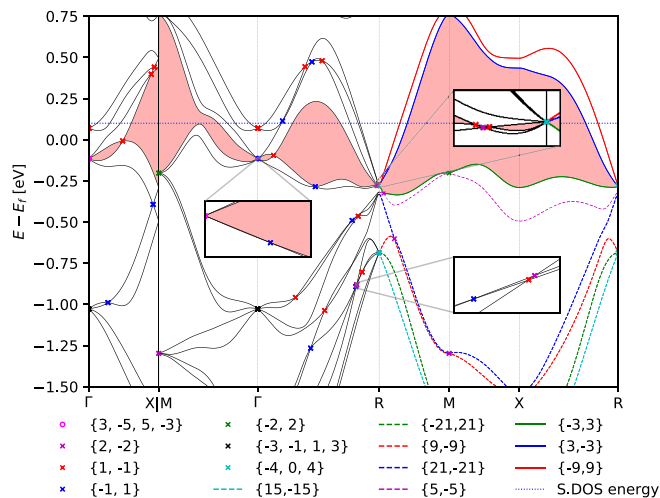 0.75
0.50
0.25
0.00
−0.25
−0.50
−0.75
−1.00
−1.25
−1.50
E − E_f [eV]
Γ X|M Γ R M X R
{3, -5, 5, -3} {-2, 2} {-21,21} {-3,3}
{2, -2} {-3, -1, 1, 3} {9,-9} {3,-3}
{1, -1} {-4, 0, 4} {21,-21} {-9,9}
{-1, 1} {15,-15} {5,-5} S.DOS energy